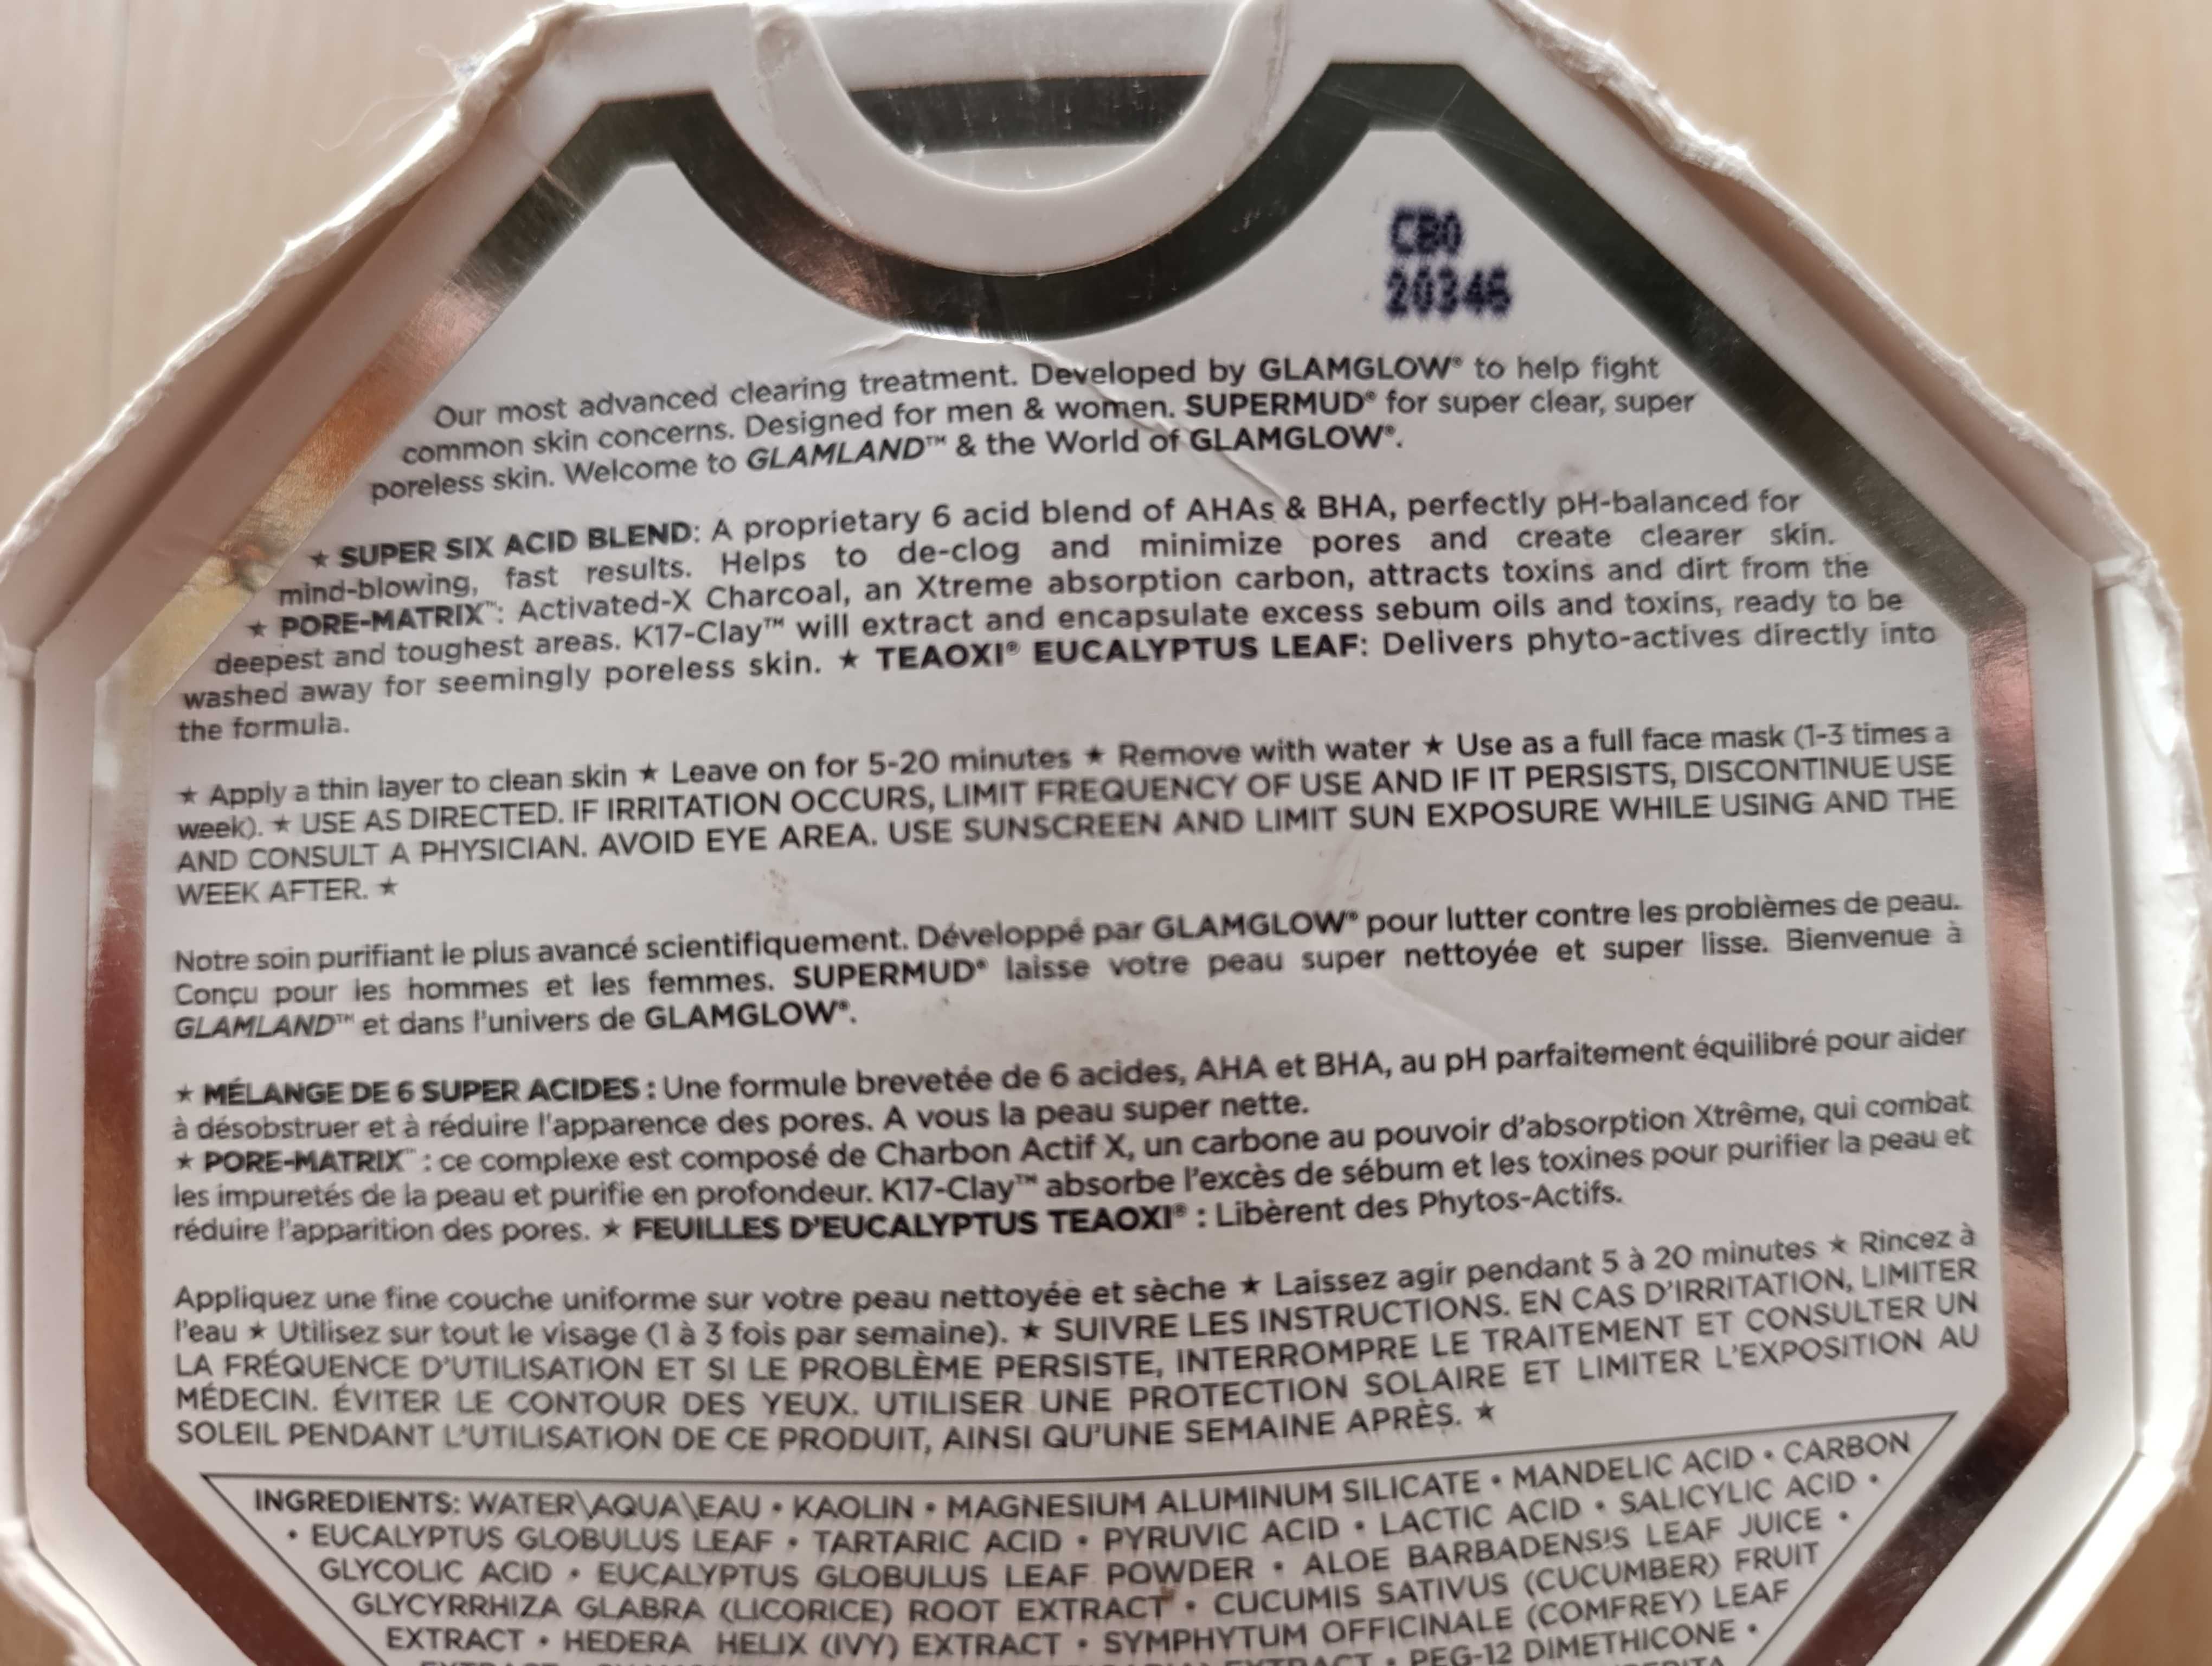 CB0
20346
Our most advanced clearing treatment. Developed by GLAMGLOW® to help fight
common skin concerns. Designed for men & women. SUPERMUD® for super clear, super
poreless skin. Welcome to GLAMLAND™ & the World of GLAMGLOW®.
★ SUPER SIX ACID BLEND: A proprietary 6 acid blend of AHAs & BHA, perfectly pH-balanced for
mind-blowing, fast results. Helps to de-clog and minimize pores and create clearer skin.
★ PORE-MATRIX™: Activated-X Charcoal, an Xtreme absorption carbon, attracts toxins and dirt from the
deepest and toughest areas. K17-Clay™ will extract and encapsulate excess sebum oils and toxins, ready to be
washed away for seemingly poreless skin. ★ TEAOXI® EUCALYPTUS LEAF: Delivers phyto-actives directly into
the formula.
★ Apply a thin layer to clean skin ★ Leave on for 5-20 minutes ★ Remove with water ★ Use as a full face mask (1-3 times a
week). ★ USE AS DIRECTED. IF IRRITATION OCCURS, LIMIT FREQUENCY OF USE AND IF IT PERSISTS, DISCONTINUE USE
AND CONSULT A PHYSICIAN. AVOID EYE AREA. USE SUNSCREEN AND LIMIT SUN EXPOSURE WHILE USING AND THE
WEEK AFTER. ★
Notre soin purifiant le plus avancé scientifiquement. Développé par GLAMGLOW® pour lutter contre les problèmes de peau.
Conçu pour les hommes et les femmes. SUPERMUD® laisse votre peau super nettoyée et super lisse. Bienvenue à
GLAMLAND™ et dans l'univers de GLAMGLOW®.
★ MÉLANGE DE 6 SUPER ACIDES : Une formule brevetée de 6 acides, AHA et BHA, au pH parfaitement équilibré pour aider
à désobstruer et à réduire l'apparence des pores. A vous la peau super nette.
★ PORE-MATRIX™ : ce complexe est composé de Charbon Actif X, un carbone au pouvoir d'absorption Xtrême, qui combat
les impuretés de la peau et purifie en profondeur. K17-Clay™ absorbe l'excès de sébum et les toxines pour purifier la peau et
réduire l'apparition des pores. ★ FEUILLES D'EUCALYPTUS TEAOXI® : Libèrent des Phytos-Actifs.
Appliquez une fine couche uniforme sur votre peau nettoyée et sèche ★ Laissez agir pendant 5 à 20 minutes ★ Rincez à
l'eau ★ Utilisez sur tout le visage (1 à 3 fois par semaine). ★ SUIVRE LES INSTRUCTIONS. EN CAS D'IRRITATION, LIMITER
LA FRÉQUENCE D'UTILISATION ET SI LE PROBLÈME PERSISTE, INTERROMPRE LE TRAITEMENT ET CONSULTER UN
MÉDECIN. ÉVITER LE CONTOUR DES YEUX. UTILISER UNE PROTECTION SOLAIRE ET LIMITER L'EXPOSITION AU
SOLEIL PENDANT L'UTILISATION DE CE PRODUIT, AINSI QU'UNE SEMAINE APRÈS. ★
INGREDIENTS: WATER\AQUA\EAU • KAOLIN • MAGNESIUM ALUMINUM SILICATE • MANDELIC ACID • CARBON
• EUCALYPTUS GLOBULUS LEAF • TARTARIC ACID • PYRUVIC ACID • LACTIC ACID • SALICYLIC ACID •
GLYCOLIC ACID • EUCALYPTUS GLOBULUS LEAF POWDER • ALOE BARBADENSIS LEAF JUICE •
GLYCYRRHIZA GLABRA (LICORICE) ROOT EXTRACT • CUCUMIS SATIVUS (CUCUMBER) FRUIT
EXTRACT • HEDERA HELIX (IVY) EXTRACT • SYMPHYTUM OFFICINALE (COMFREY) LEAF
EXTRACT • PEG-12 DIMETHICONE •